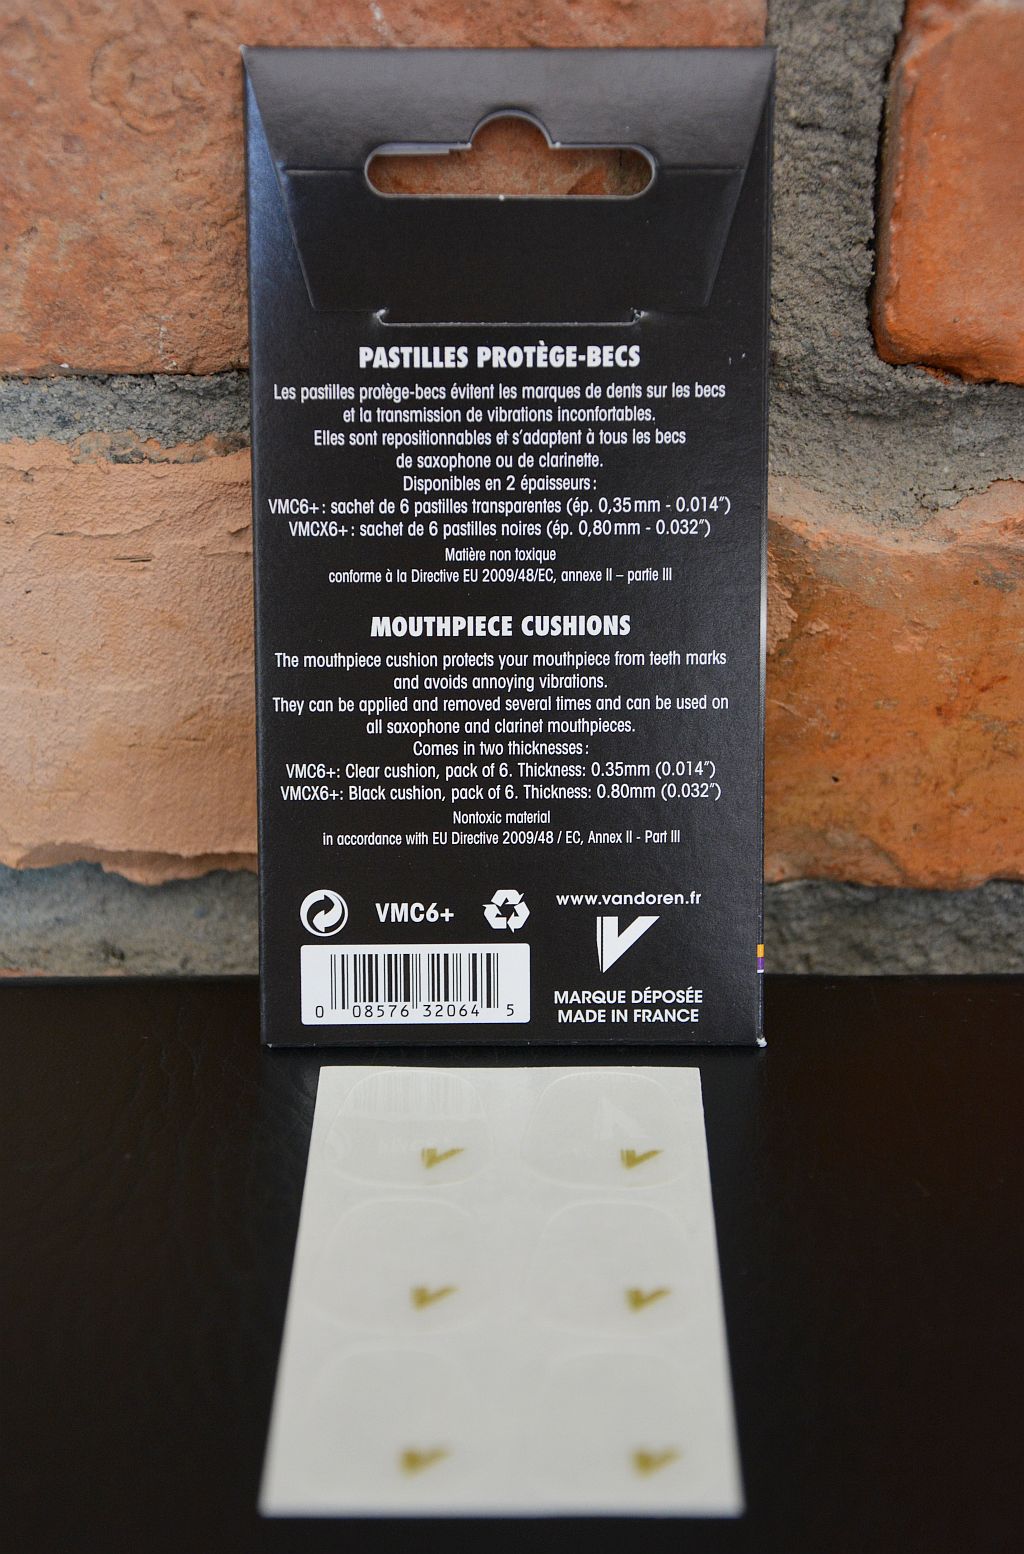 PASTILLES PROTÈGE-BECS
Les pastilles protège-becs évitent les marques de dents sur les becs
et la transmission de vibrations inconfortables.
Elles sont repositionnables et s'adaptent à tous les becs
de saxophone ou de clarinette.
Disponibles en 2 épaisseurs :
VMC6+ : sachet de 6 pastilles transparentes (ép. 0,35 mm - 0.014″)
VMCX6+ : sachet de 6 pastilles noires (ép. 0,80 mm - 0.032″)
Matière non toxique
conforme à la Directive EU 2009/48/EC, annexe II – partie III
MOUTHPIECE CUSHIONS
The mouthpiece cushion protects your mouthpiece from teeth marks
and avoids annoying vibrations.
They can be applied and removed several times and can be used on
all saxophone and clarinet mouthpieces.
Comes in two thicknesses :
VMC6+: Clear cushion, pack of 6. Thickness: 0.35mm (0.014″)
VMCX6+: Black cushion, pack of 6. Thickness: 0.80mm (0.032″)
Nontoxic material
in accordance with EU Directive 2009/48 / EC, Annex II - Part III
VMC6+
www.vandoren.fr
0 08576 32064 5
MARQUE DÉPOSÉE
MADE IN FRANCE